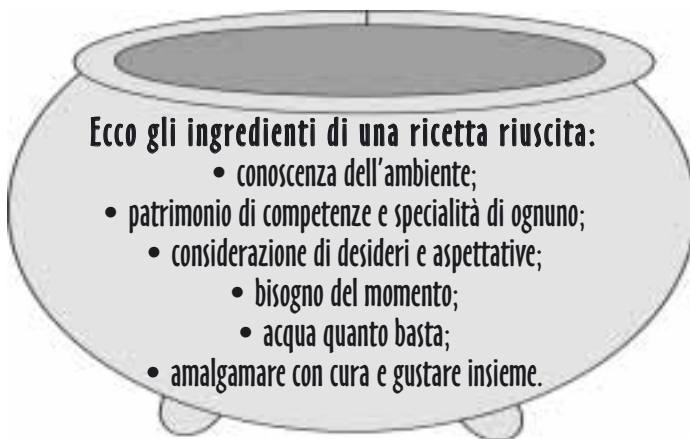 Ecco gli ingredienti di una ricetta riuscita:
• conoscenza dell'ambiente;
• patrimonio di competenze e specialità di ognuno;
• considerazione di desideri e aspettative;
• bisogno del momento;
• acqua quanto basta;
• amalgamare con cura e gustare insieme.